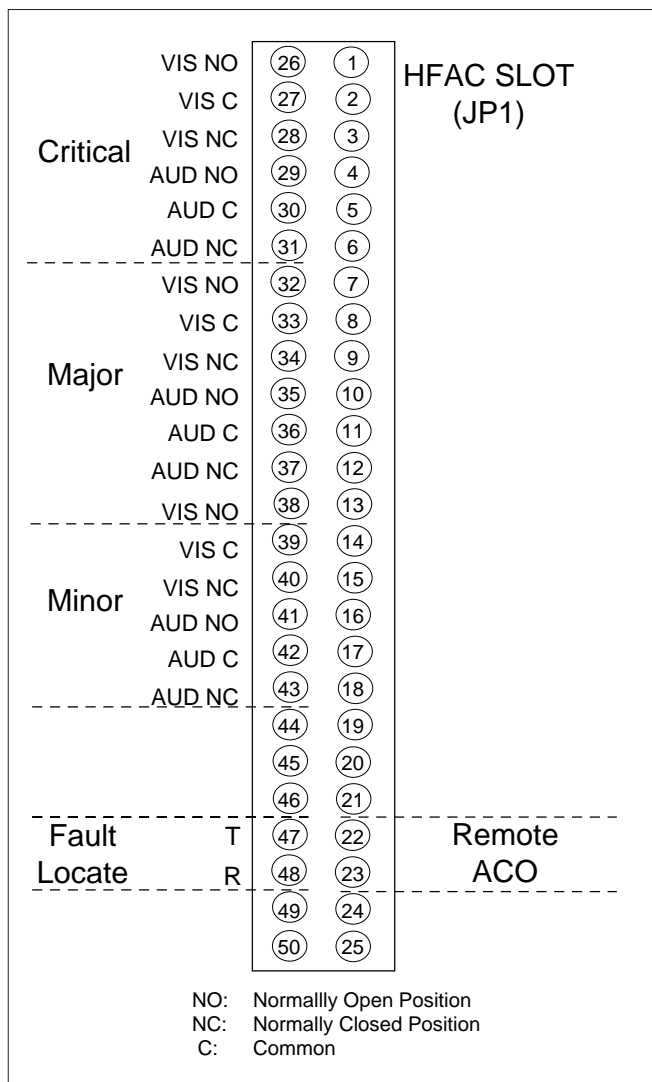 VIS NO 26 1 HFAC SLOT
VIS C 27 2 (JP1)
Critical VIS NC 28 3
AUD NO 29 4
AUD C 30 5
AUD NC 31 6
VIS NO 32 7
VIS C 33 8
Major VIS NC 34 9
AUD NO 35 10
AUD C 36 11
AUD NC 37 12
VIS NO 38 13
VIS C 39 14
Minor VIS NC 40 15
AUD NO 41 16
AUD C 42 17
AUD NC 43 18
44 19
45 20
46 21
Fault T 47 22 Remote
Locate R 48 23 ACO
49 24
50 25
NO: Normallly Open Position
NC: Normally Closed Position
C: Common